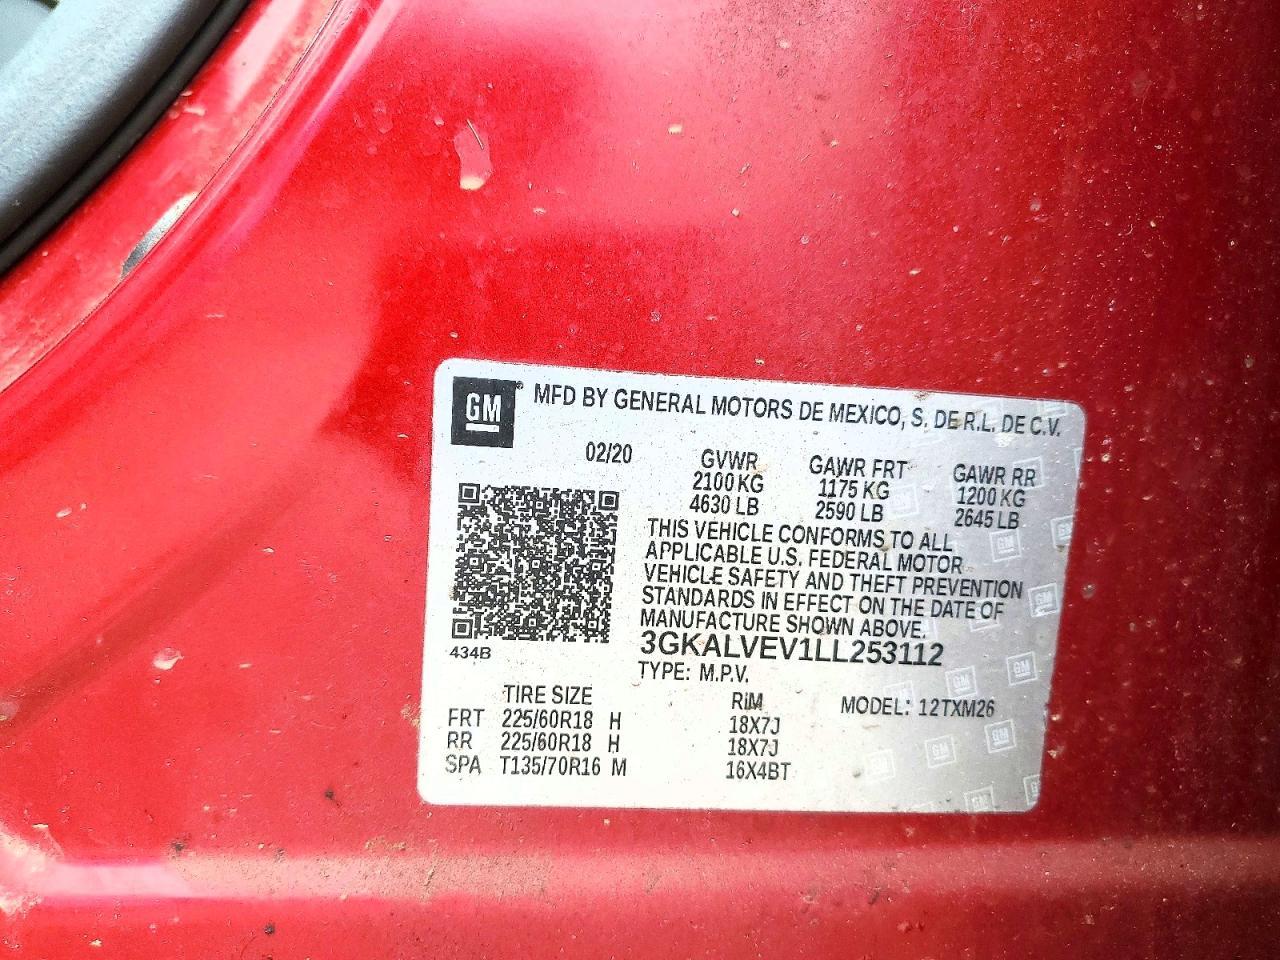 GM
MFD BY GENERAL MOTORS DE MEXICO, S. DE R.L. DE C.V.
02/20
GVWR GAWR FRT GAWR RR
2100 KG 1175 KG 1200 KG
4630 LB 2590 LB 2645 LB
THIS VEHICLE CONFORMS TO ALL
APPLICABLE U.S. FEDERAL MOTOR
VEHICLE SAFETY AND THEFT PREVENTION
STANDARDS IN EFFECT ON THE DATE OF
MANUFACTURE SHOWN ABOVE.
3GKALVEV1LL253112
434B
TYPE: M.P.V.
TIRE SIZE RIM MODEL: 12TXM26
FRT 225/60R18 H 18X7J
RR 225/60R18 H 18X7J
SPA T135/70R16 M 16X4BT